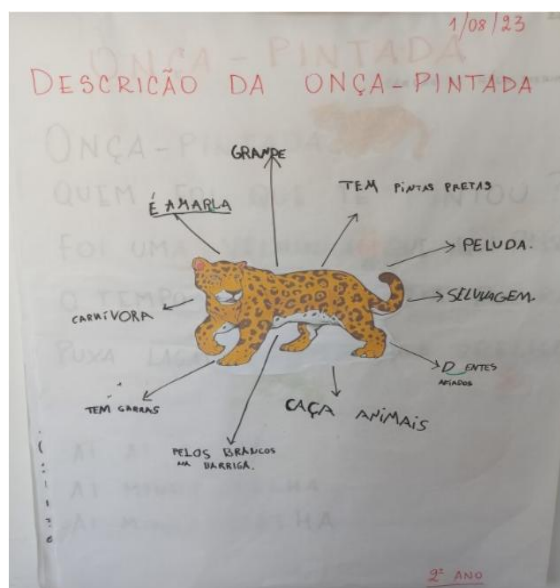 1/08/23
DESCRIÇÃO DA ONÇA-PINTADA
GRANDE
É AMARLA
TEM PINTAS PRETAS
PELUDA.
SELVAGEM.
CARNÍVORA
D ENTES
AFIADOS
TEM GARRAS
CAÇA ANIMAIS
PELOS BRANCOS
NA BARRIGA.
2º ANO